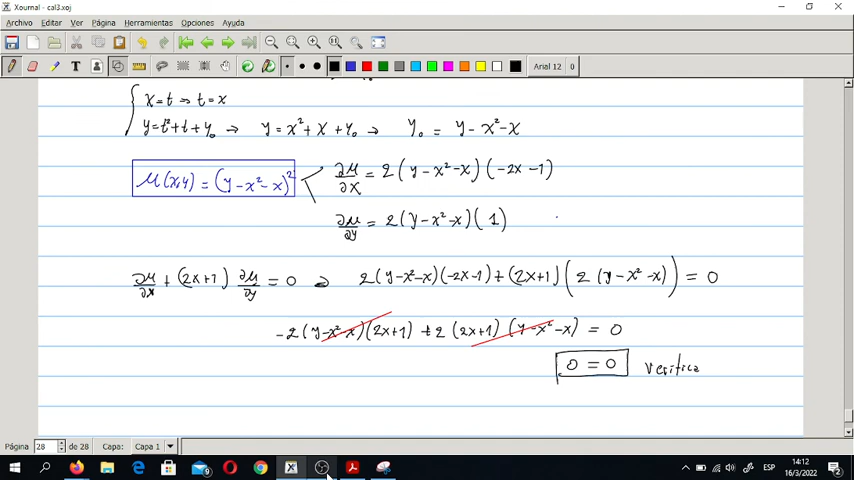 Xournal - cal3.xoj
Archivo Editar Ver Página Herramientas Opciones Ayuda
Arial 12 0
x=t ⇒ t=x
y=t²+t+y₀ ⇒ y=x²+x+y₀ ⇒ y₀ = y-x²-x
μ(x,y) = (y-x²-x)²
∂μ/∂x = 2(y-x²-x)(-2x-1)
∂μ/∂y = 2(y-x²-x)(1)
∂μ/∂x + (2x+1) ∂μ/∂y = 0 ⇒ 2(y-x²-x)(-2x-1)+(2x+1)(2(y-x²-x)) = 0
-2(y-x²-x)(2x+1) + 2(2x+1)(y-x²-x) = 0
0 = 0 verifica
Página 28 de 28 Capa: Capa 1
ESP 14:12
16/3/2022